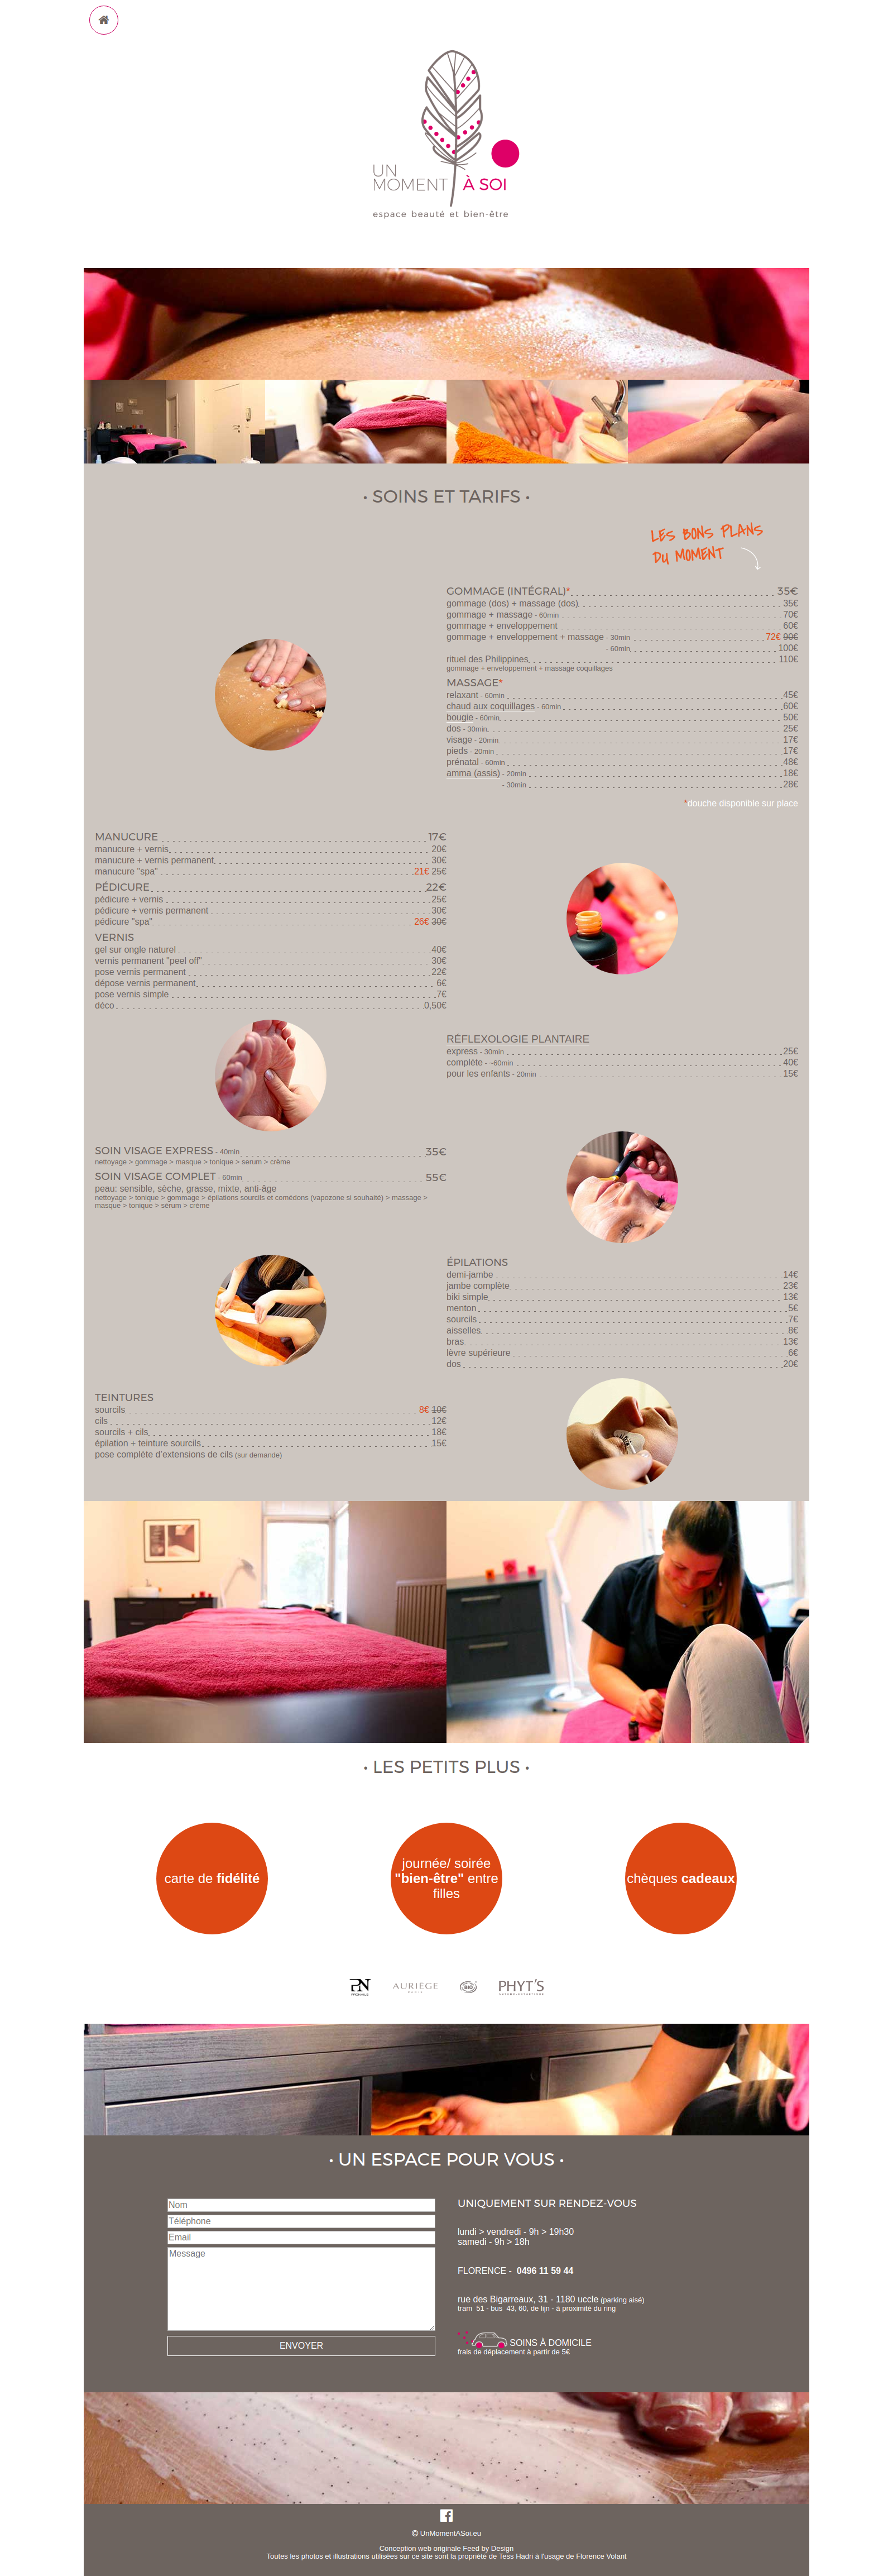 UN
MOMENT À SOI
espace beauté et bien-être
• SOINS ET TARIFS •
LES BONS PLANS
DU MOMENT
GOMMAGE (INTÉGRAL)* 35€
gommage (dos) + massage (dos) 35€
gommage + massage - 60min 70€
gommage + enveloppement 60€
gommage + enveloppement + massage - 30min 72€ 90€
- 60min 100€
rituel des Philippines 110€
gommage + enveloppement + massage coquillages
MASSAGE*
relaxant - 60min 45€
chaud aux coquillages - 60min 60€
bougie - 60min 50€
dos - 30min 25€
visage - 20min 17€
pieds - 20min 17€
prénatal - 60min 48€
amma (assis) - 20min 18€
- 30min 28€
*douche disponible sur place
MANUCURE 17€
manucure + vernis 20€
manucure + vernis permanent 30€
manucure "spa" 21€ 25€
PÉDICURE 22€
pédicure + vernis 25€
pédicure + vernis permanent 30€
pédicure "spa" 26€ 30€
VERNIS
gel sur ongle naturel 40€
vernis permanent "peel off" 30€
pose vernis permanent 22€
dépose vernis permanent 6€
pose vernis simple 7€
déco 0,50€
RÉFLEXOLOGIE PLANTAIRE
express - 30min 25€
complète - ~60min 40€
pour les enfants - 20min 15€
SOIN VISAGE EXPRESS - 40min 35€
nettoyage > gommage > masque > tonique > serum > crème
SOIN VISAGE COMPLET - 60min 55€
peau: sensible, sèche, grasse, mixte, anti-âge
nettoyage > tonique > gommage > épilations sourcils et comédons (vapozone si souhaité) > massage >
masque > tonique > sérum > crème
ÉPILATIONS
demi-jambe 14€
jambe complète 23€
biki simple 13€
menton 5€
sourcils 7€
aisselles 8€
bras 13€
lèvre supérieure 6€
dos 20€
TEINTURES
sourcils 8€ 10€
cils 12€
sourcils + cils 18€
épilation + teinture sourcils 15€
pose complète d'extensions de cils (sur demande)
• LES PETITS PLUS •
carte de fidélité
journée/ soirée
"bien-être" entre
filles
chèques cadeaux
PN
AURIÈGE
PARIS
BIO
PHYT'S
• UN ESPACE POUR VOUS •
Nom
Téléphone
Email
Message
ENVOYER
UNIQUEMENT SUR RENDEZ-VOUS
lundi > vendredi - 9h > 19h30
samedi - 9h > 18h
FLORENCE - 0496 11 59 44
rue des Bigarreaux, 31 - 1180 uccle (parking aisé)
tram 51 - bus 43, 60, de lijn - à proximité du ring
SOINS À DOMICILE
frais de déplacement à partir de 5€
© UnMomentASoi.eu
Conception web originale Feed by Design
Toutes les photos et illustrations utilisées sur ce site sont la propriété de Tess Hadri à l'usage de Florence Volant